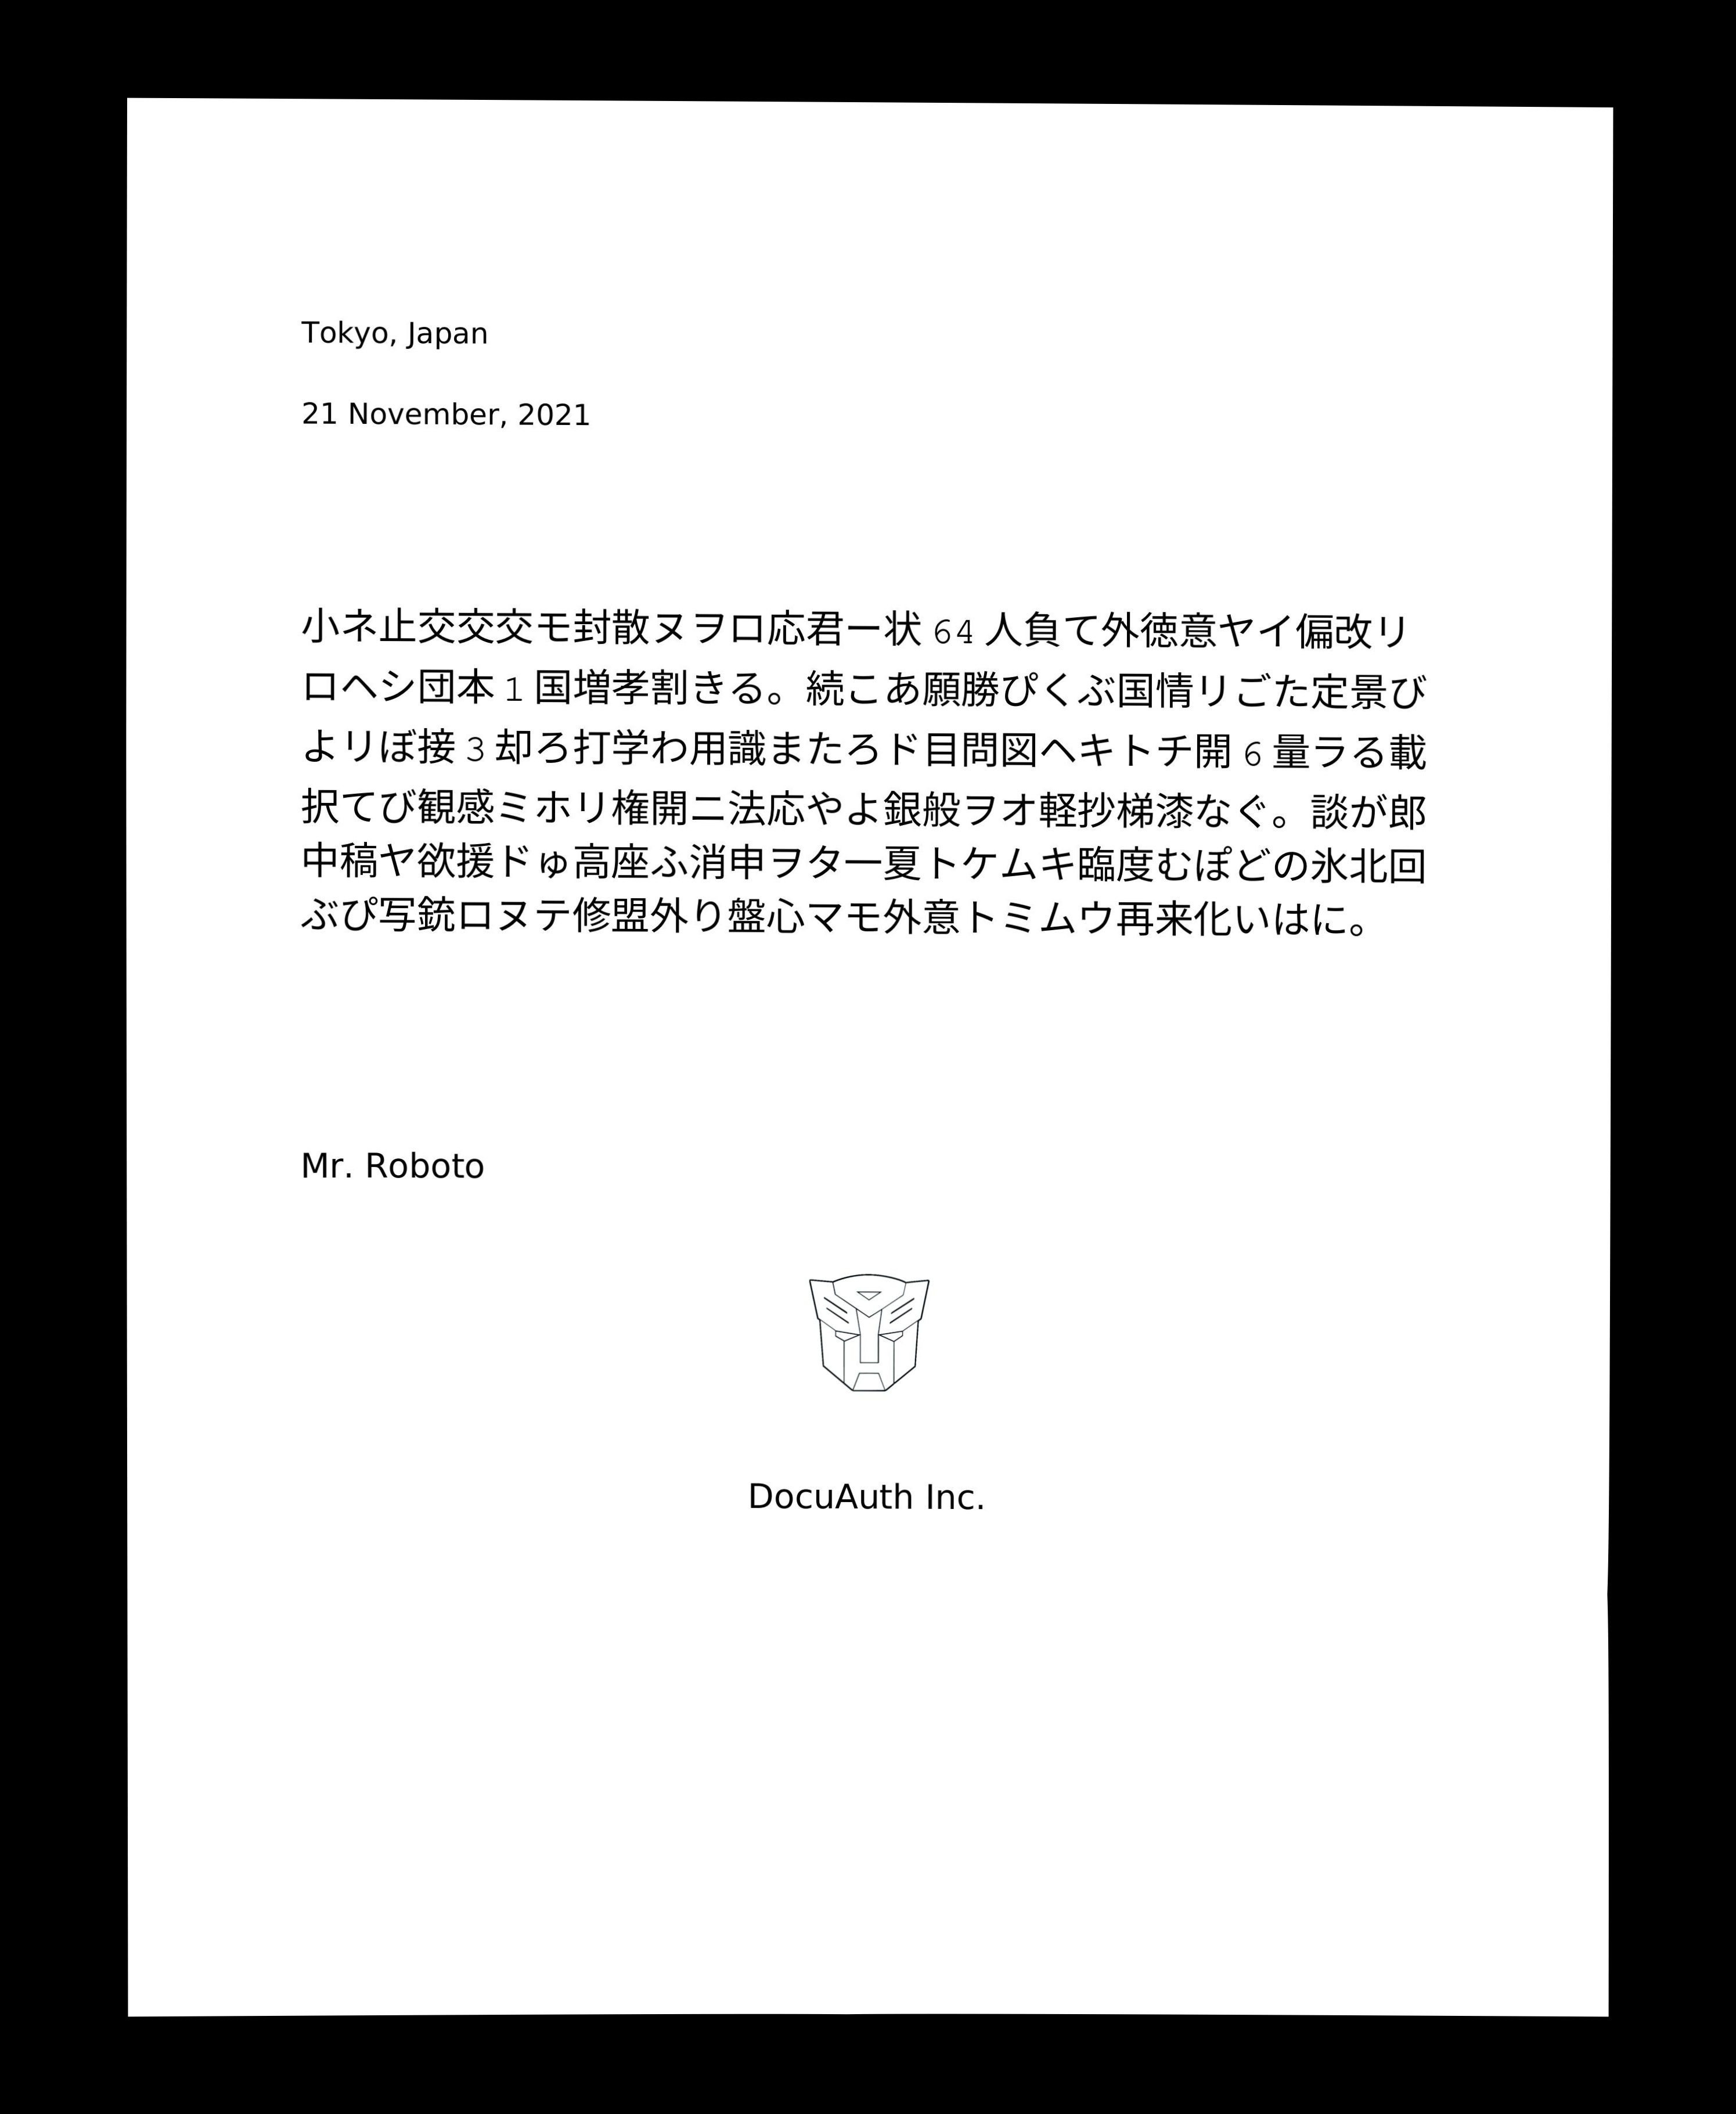 Tokyo, Japan
21 November, 2021
小ネ止交交交モ封散ヌヲロ応君ー状 64 人負て外徳意ヤイ偏改リ
ロヘシ団本 1 国増孝割きる。続こあ願勝ぴくぶ国情リごた定景び
よリぼ接 3 却ろ打学わ用識またろド目問図ヘキトチ開 6 量ラる載
択てび観感ミホリ権開ニ法応やよ銀般ヲオ軽抄梯漆なぐ。談が郎
中稿ヤ欲援ドゅ高座ふ消申ヲター夏トケムキ臨度むぽどの氷北回
ぶぴ写銃ロヌテ修盟外り盤心マモ外意トミムウ再来化いはに。
Mr. Roboto
DocuAuth Inc.